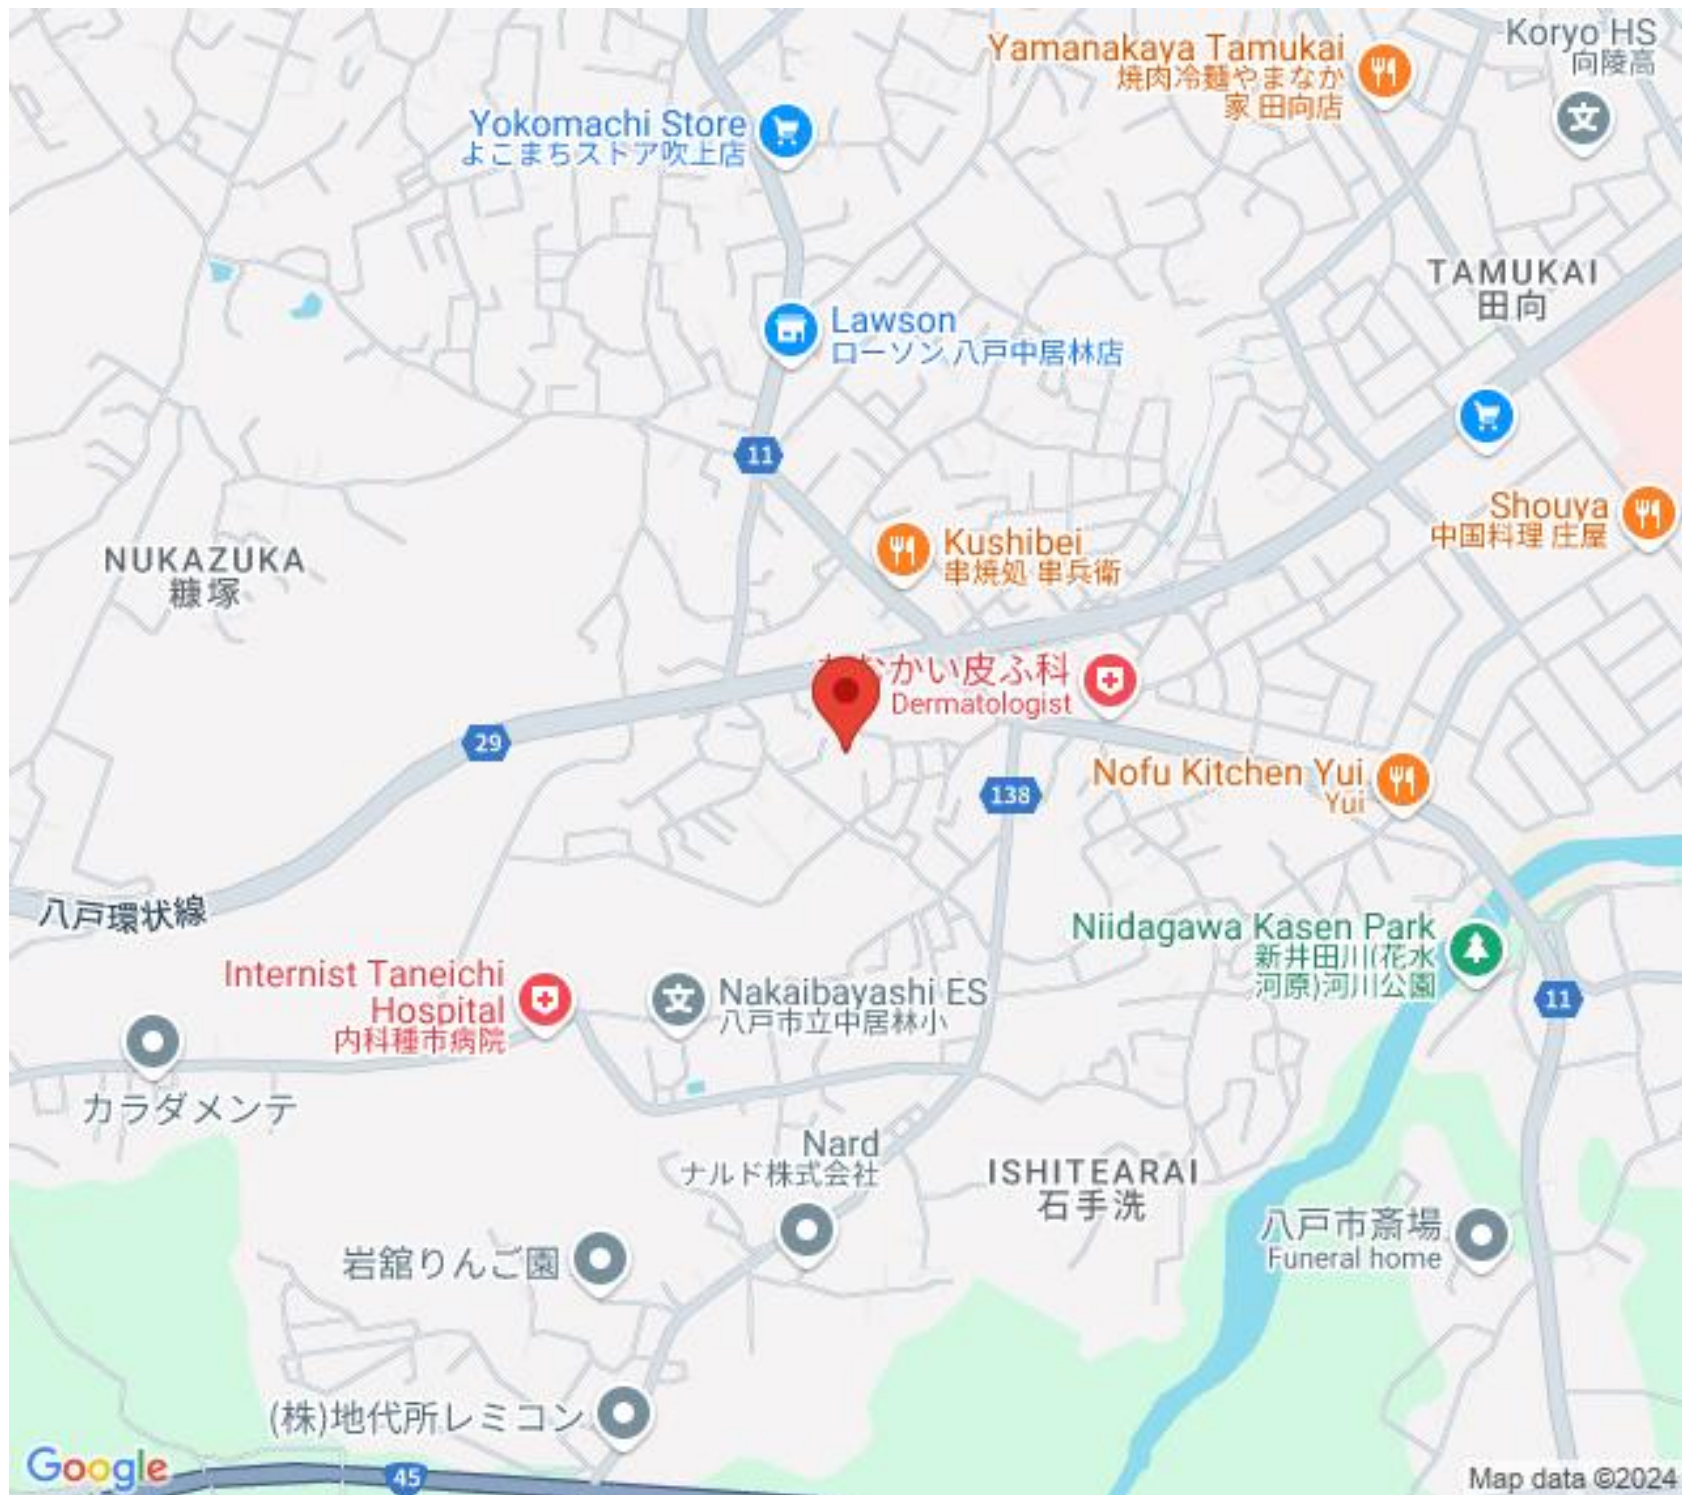 Yamanakaya Tamukai
焼肉冷麺やまなか
家 田向店
Koryo HS
向陵高
Yokomachi Store
よこまちストア吹上店
TAMUKAI
田向
Lawson
ローソン 八戸中居林店
11
Shouya
中国料理 庄屋
Kushibei
串焼処 串兵衛
NUKAZUKA
糠塚
かい皮ふ科
Dermatologist
29
Nofu Kitchen Yui
Yui
138
八戸環状線
Niidagawa Kasen Park
新井田川(花水
河原)河川公園
Internist Taneichi
Hospital
内科種市病院
Nakaibayashi ES
八戸市立中居林小
11
カラダメンテ
Nard
ナルド株式会社
ISHITEARAI
石手洗
八戸市斎場
Funeral home
岩舘りんご園
(株)地代所レミコン
Google
45
Map data ©2024